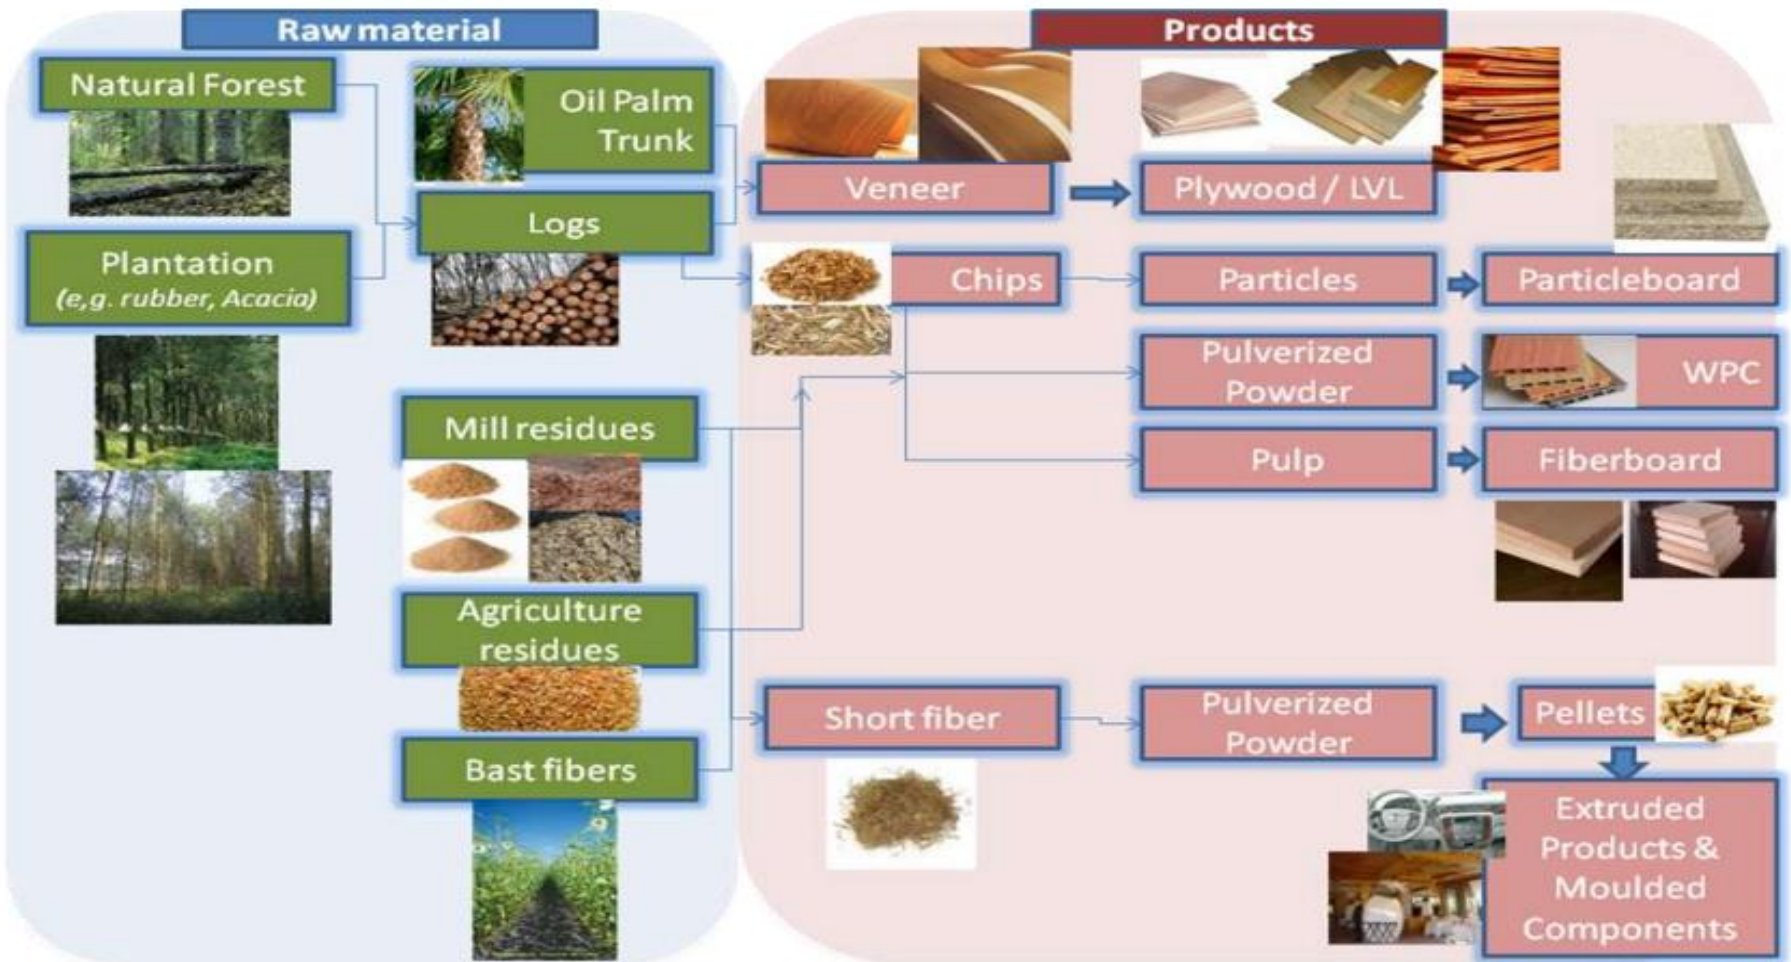 Raw material
Products
Natural Forest
Oil Palm
Trunk
Logs
Plantation
(e,g. rubber, Acacia)
Mill residues
Agriculture
residues
Bast fibers
Veneer
Plywood / LVL
Chips
Particles
Particleboard
Pulverized
Powder
WPC
Pulp
Fiberboard
Short fiber
Pulverized
Powder
Pellets
Extruded
Products &
Moulded
Components